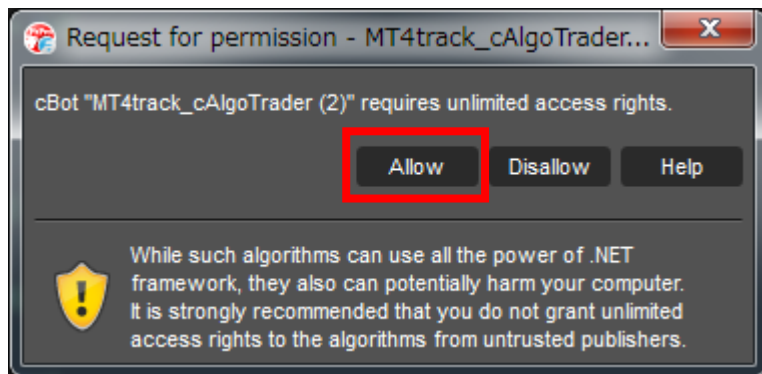 Request for permission - MT4track_cAlgoTrader...
cBot "MT4track_cAlgoTrader (2)" requires unlimited access rights.
Allow Disallow Help
While such algorithms can use all the power of .NET
framework, they also can potentially harm your computer.
It is strongly recommended that you do not grant unlimited
access rights to the algorithms from untrusted publishers.